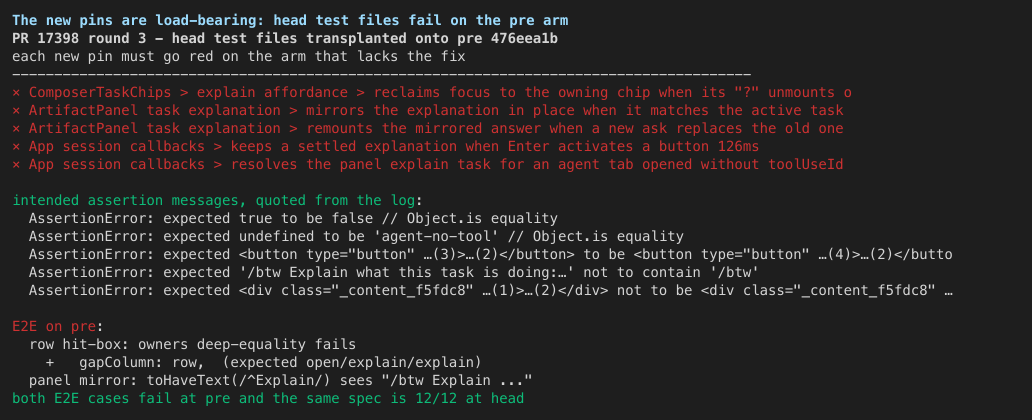 The new pins are load-bearing: head test files fail on the pre arm
PR 17398 round 3 - head test files transplanted onto pre 476eea1b
each new pin must go red on the arm that lacks the fix
----------------------------------------------------------------------------------------
× ComposerTaskChips > explain affordance > reclaims focus to the owning chip when its "?" unmounts o
× ArtifactPanel task explanation > mirrors the explanation in place when it matches the active task
× ArtifactPanel task explanation > remounts the mirrored answer when a new ask replaces the old one
× App session callbacks > keeps a settled explanation when Enter activates a button 126ms
× App session callbacks > resolves the panel explain task for an agent tab opened without toolUseId
intended assertion messages, quoted from the log:
AssertionError: expected true to be false // Object.is equality
AssertionError: expected undefined to be 'agent-no-tool' // Object.is equality
AssertionError: expected <button type="button" …(3)>…(2)</button> to be <button type="button" …(4)>…(2)</butto
AssertionError: expected '/btw Explain what this task is doing:…' not to contain '/btw'
AssertionError: expected <div class="_content_f5fdc8" …(1)>…(2)</div> not to be <div class="_content_f5fdc8" …
E2E on pre:
row hit-box: owners deep-equality fails
+   gapColumn: row,  (expected open/explain/explain)
panel mirror: toHaveText(/^Explain/) sees "/btw Explain ..."
both E2E cases fail at pre and the same spec is 12/12 at head